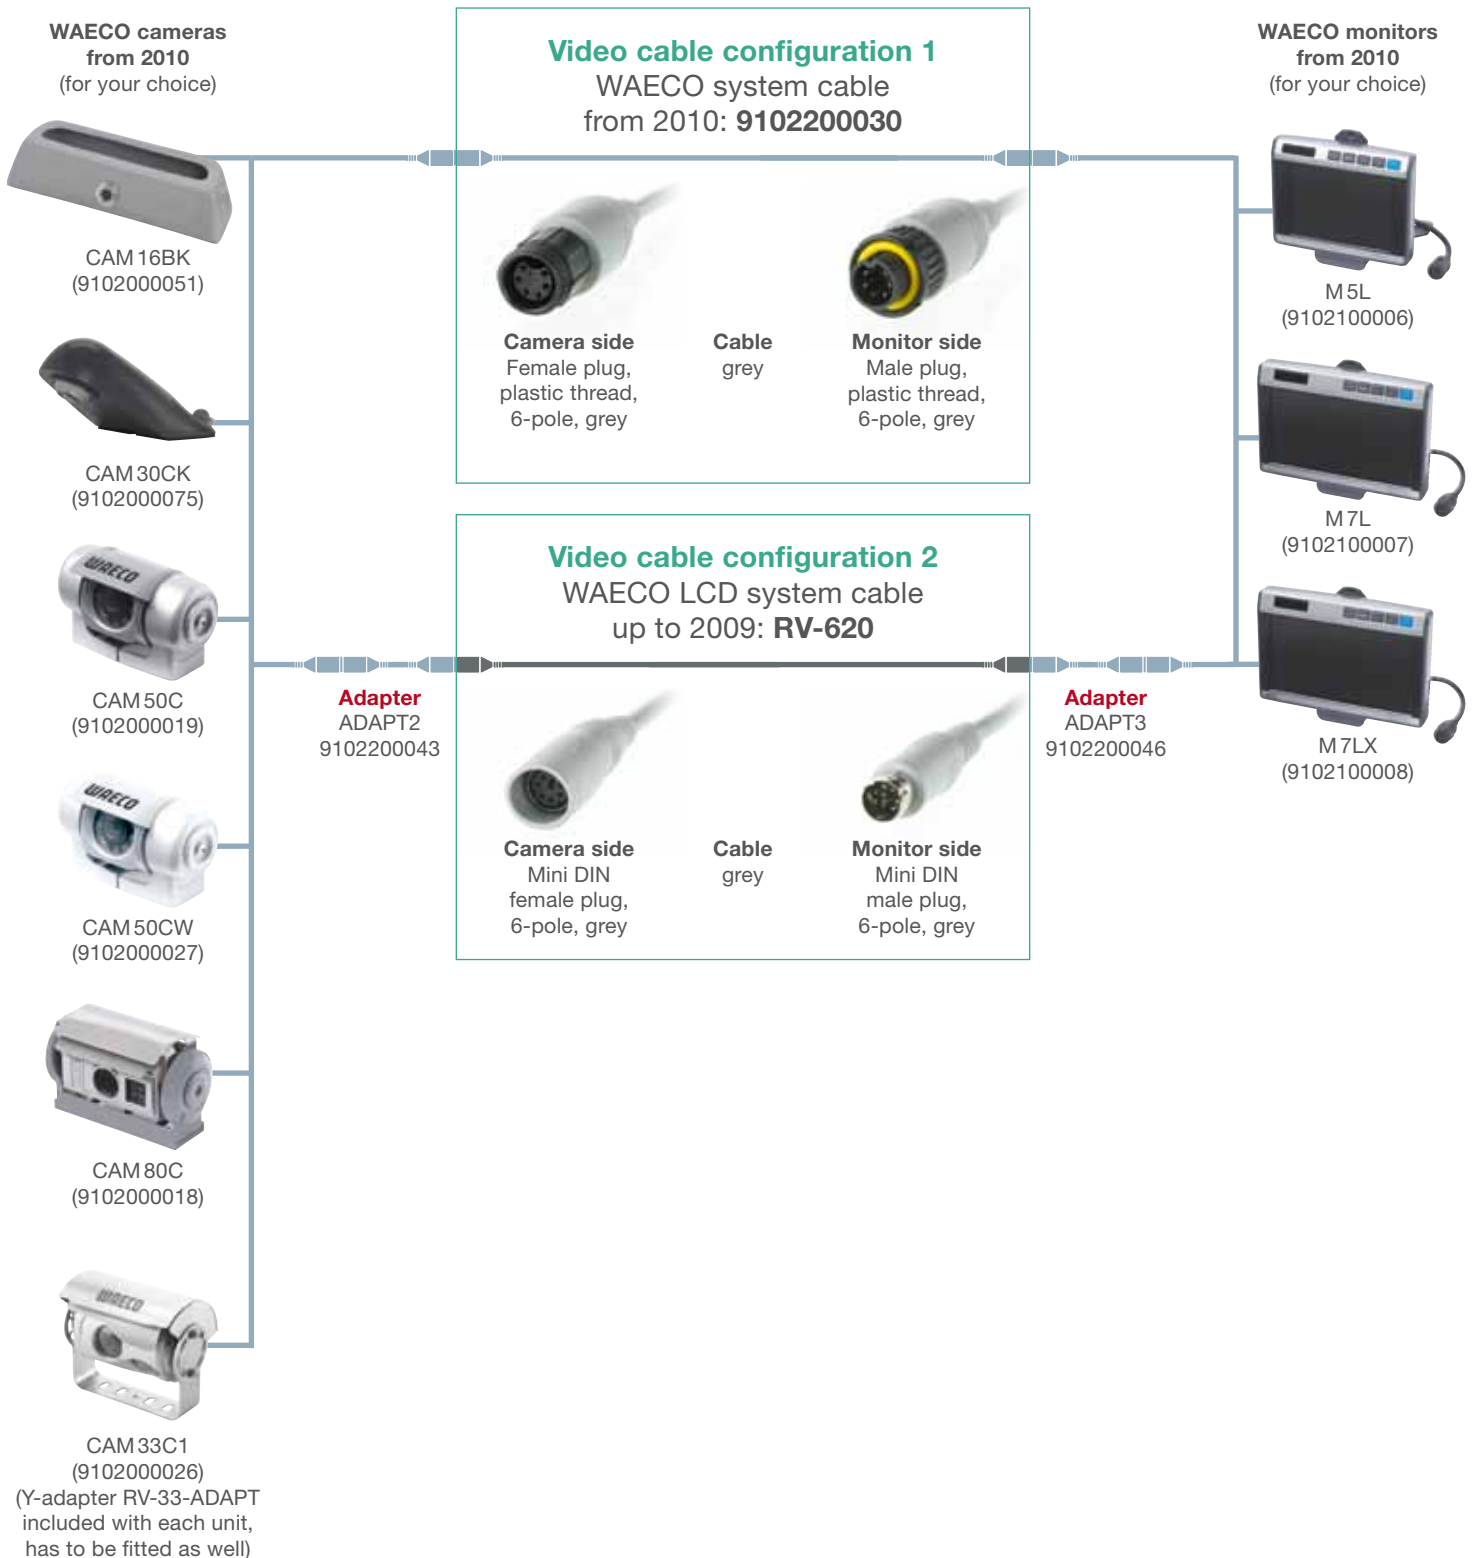 WAECO cameras
from 2010
(for your choice)
CAM 16BK
(9102000051)
CAM 30CK
(9102000075)
WAECO
CAM 50C
(9102000019)
WAECO
CAM 50CW
(9102000027)
CAM 80C
(9102000018)
WAECO
CAM 33C1
(9102000026)
(Y-adapter RV-33-ADAPT
included with each unit,
has to be fitted as well)
Video cable configuration 1
WAECO system cable
from 2010: 9102200030
Camera side
Female plug,
plastic thread,
6-pole, grey
Cable
grey
Monitor side
Male plug,
plastic thread,
6-pole, grey
Adapter
ADAPT2
9102200043
Video cable configuration 2
WAECO LCD system cable
up to 2009: RV-620
Camera side
Mini DIN
female plug,
6-pole, grey
Cable
grey
Monitor side
Mini DIN
male plug,
6-pole, grey
Adapter
ADAPT3
9102200046
WAECO monitors
from 2010
(for your choice)
M 5L
(9102100006)
M 7L
(9102100007)
M 7LX
(9102100008)